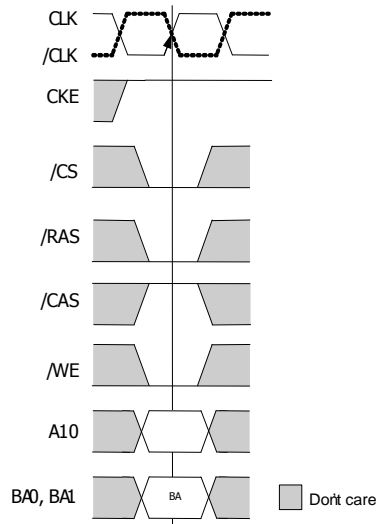 CLK
/CLK
CKE
/CS
/RAS
/CAS
/WE
A10
BA0, BA1
BA
Don't care